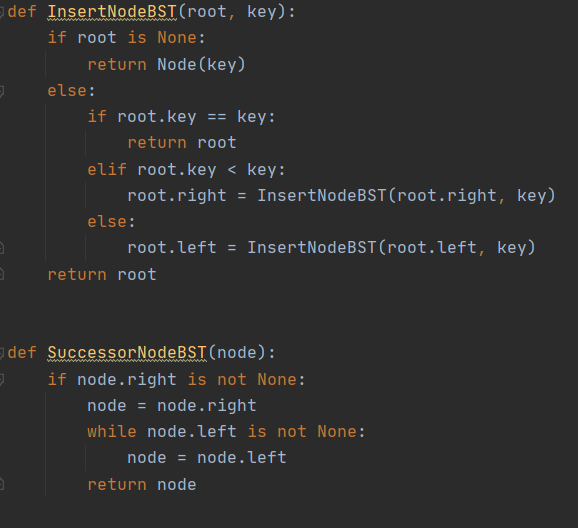 def InsertNodeBST(root, key):
    if root is None:
        return Node(key)
    else:
        if root.key == key:
            return root
        elif root.key < key:
            root.right = InsertNodeBST(root.right, key)
        else:
            root.left = InsertNodeBST(root.left, key)
    return root
def SuccessorNodeBST(node):
    if node.right is not None:
        node = node.right
        while node.left is not None:
            node = node.left
        return node